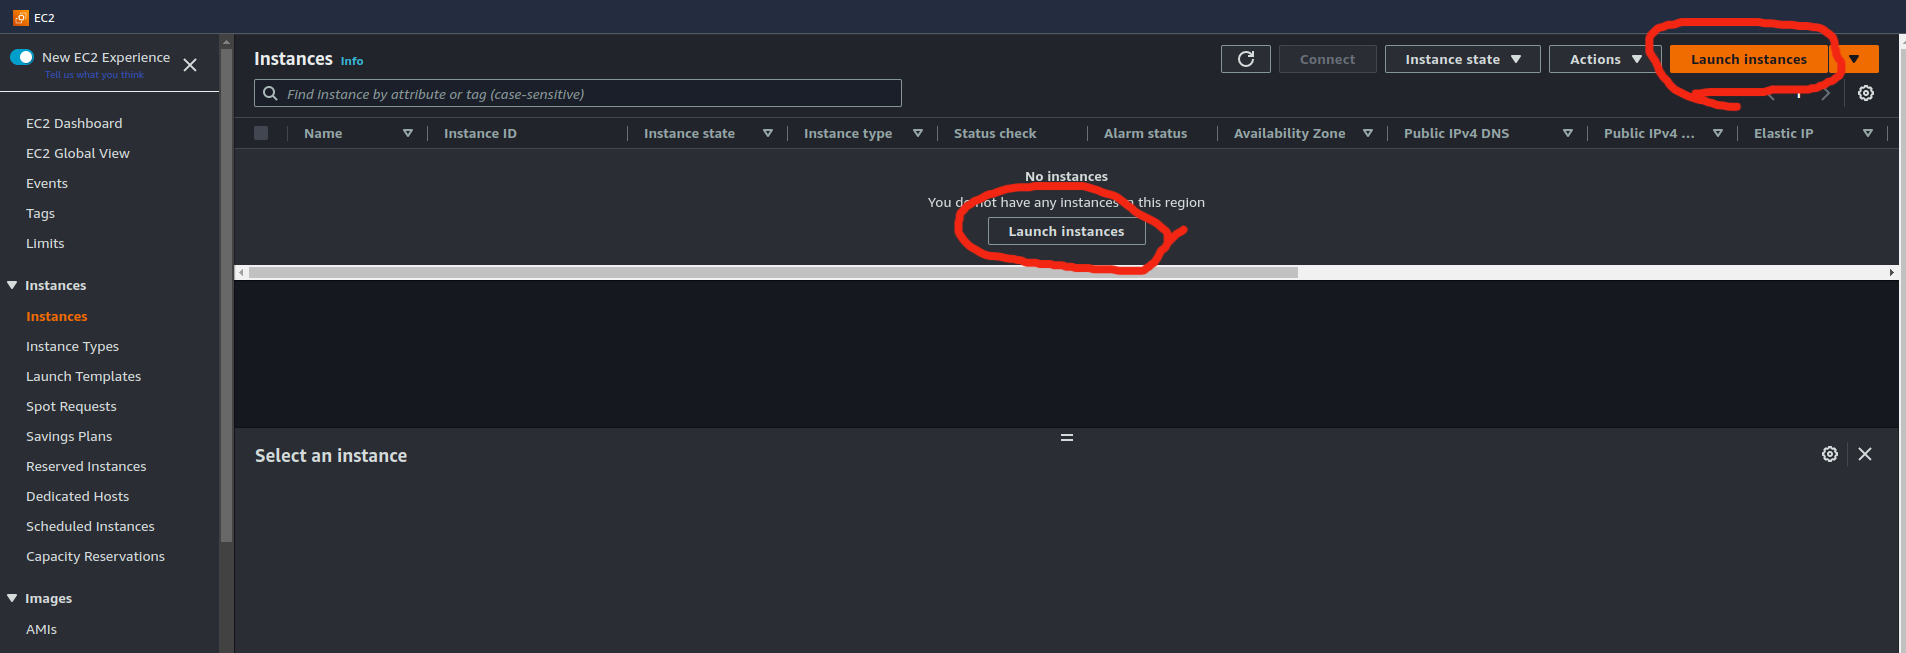 EC2
New EC2 Experience
Tell us what you think
EC2 Dashboard
EC2 Global View
Events
Tags
Limits
Instances
Instances
Instance Types
Launch Templates
Spot Requests
Savings Plans
Reserved Instances
Dedicated Hosts
Scheduled Instances
Capacity Reservations
Images
AMIs
Instances Info
Connect Instance state Actions Launch instances
Find instance by attribute or tag (case-sensitive)
1
Name Instance ID Instance state Instance type Status check Alarm status Availability Zone Public IPv4 DNS Public IPv4 ... Elastic IP
No instances
You do not have any instances in this region
Launch instances
Select an instance